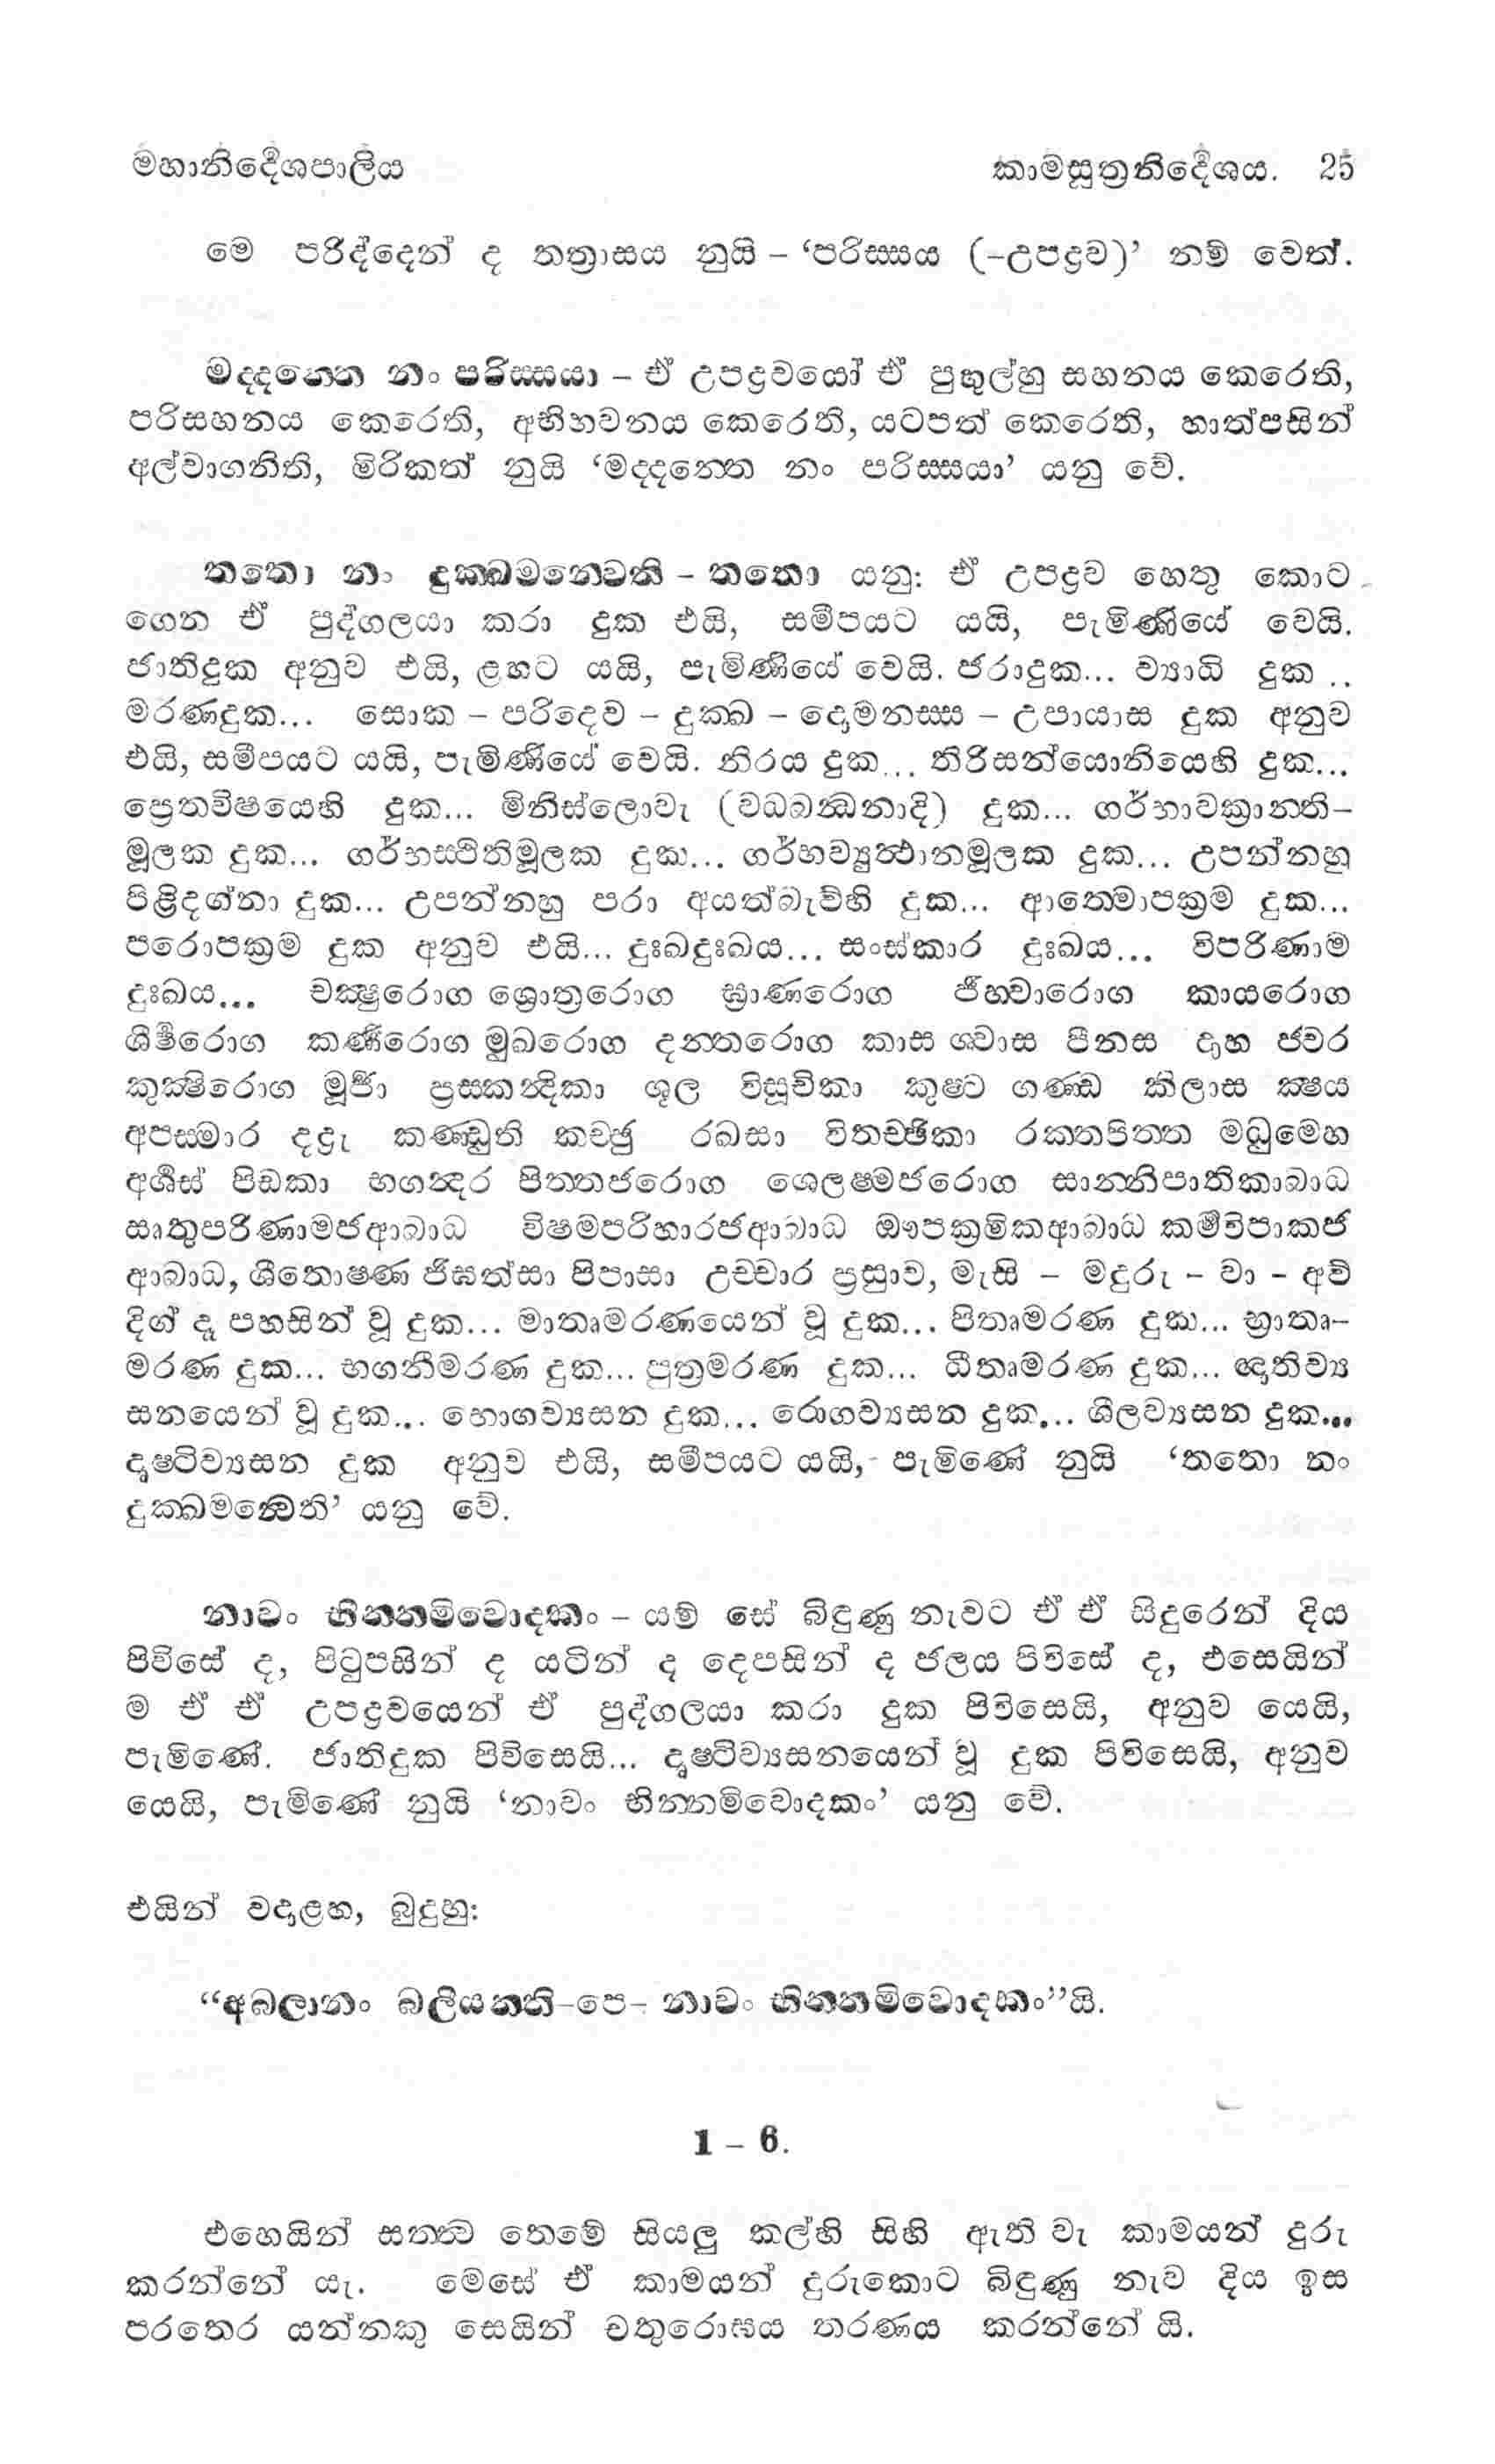 මහානිර්දේශපාලිය කාමසූත්‍රනිර්දේශය. 25
මෙ පරිද්දෙන් ද තත්‍රාසය නුයි – ‘පරිස්සය (-උපද්‍රව)’ නම් වෙත්.
මද්දන්තෙ නං පරිස්සයා – ඒ උපද්‍රවයෝ ඒ පුඟුල්හු සහනය කෙරෙති,
පරිසහනය කෙරෙති, අභිභවනය කෙරෙති, යටපත් කෙරෙති, හාත්පසින්
අල්වාගනිති, මිරිකත් නුයි ‘මද්දන්තෙ නං පරිස්සයා’ යනු වේ.
තතො නං දුක්ඛමන්වෙති – තතො යනු: ඒ උපද්‍රව හෙතු කොට
ගෙන ඒ පුද්ගලයා කරා දුක එයි, සමීපයට යයි, පැමිණියේ වෙයි.
ජාතිදුක අනුව එයි, ළඟට යයි, පැමිණියේ වෙයි. ජරාදුක... ව්‍යාධි දුක ..
මරණදුක... සොක – පරිදෙව – දුක්ඛ – දොමනස්ස – උපායාස දුක අනුව
එයි, සමීපයට යයි, පැමිණියේ වෙයි. නිරය දුක... තිරිසන්යොනියෙහි දුක...
ප්‍රෙතවිෂයෙහි දුක... මිනිස්ලොවැ (වධබන්ධනාදි) දුක... ගර්භාවක්‍රාන්ති–
මූලක දුක... ගර්භස්ථිතිමූලක දුක... ගර්භව්‍යුත්ථානමූලක දුක... උපන්නහු
පිළිදග්නා දුක... උපන්නහු පරා අයත්බැව්හි දුක... ආත්මොපක්‍රම දුක...
පරොපක්‍රම දුක අනුව එයි... දුඃඛදුඃඛය... සංස්කාර දුඃඛය... විපරිණාම
දුඃඛය... චක්‍ෂුරොග ශ්‍රොත්‍රරොග ඝ්‍රාණරොග ජිහ්වාරොග කායරොග
ශීර්ෂරොග කර්ණරොග මුඛරොග දන්තරොග කාස ශ්වාස පීනස දාහ ජ්වර
කුක්‍ෂිරොග මූර්ඡා ප්‍රස්කන්දිකා ශූල විසූචිකා කුෂ්ට ගණ්ඩ කිලාස ක්‍ෂය
අපස්මාර දද්‍රැ කණ්ඩුති කච්ඡු රඛසා විතච්ඡිකා රක්තපිත්ත මධුමෙහ
අර්ශස් පිඩකා භගන්දර පිත්තජරොග ශ්ලෙෂ්මජරොග සාන්නිපාතිකාබාධ
ඍතුපරිණාමජආබාධ විෂමපරිහාරජආබාධ ඖපක්‍රමිකආබාධ කර්මවිපාකජ
ආබාධ, ශීතොෂ්ණ ජිඝත්සා පිපාසා උච්චාර ප්‍රස්‍රාව, මැසි – මදුරු – වා – අව්
දිග් දෑ පහසින් වූ දුක... මාතෘමරණයෙන් වූ දුක... පිතෘමරණ දුක... භ්‍රාතෘ–
මරණ දුක... භගනීමරණ දුක... පුත්‍රමරණ දුක... ධීතෘමරණ දුක... ඥාතිව්‍ය
සනයෙන් වූ දුක... භොගව්‍යසන දුක... රොගව්‍යසන දුක... ශීලව්‍යසන දුක...
දෘෂ්ටිව්‍යසන දුක අනුව එයි, සමීපයට යයි, පැමිණේ නුයි ‘තතො නං
දුක්ඛමන්වෙති’ යනු වේ.
නාවං භින්නමිවොදකං – යම් සේ බිඳුණු නැවට ඒ ඒ සිදුරෙන් දිය
පිවිසේ ද, පිටුපසින් ද යටින් ද දෙපසින් ද ජලය පිවිසේ ද, එසෙයින්
ම ඒ ඒ උපද්‍රවයෙන් ඒ පුද්ගලයා කරා දුක පිවිසෙයි, අනුව යෙයි,
පැමිණේ. ජාතිදුක පිවිසෙයි... දෘෂ්ටිව්‍යසනයෙන් වූ දුක පිවිසෙයි, අනුව
යෙයි, පැමිණේ නුයි ‘නාවං භින්නමිවොදකං’ යනු වේ.
එයින් වදාළහ, බුදුහු:
“අබලානං බලීයන්ති–පෙ– නාවං භින්නමිවොදකං”යි.
1 – 6.
එහෙයින් සත්ත්ව තෙමේ සියලු කල්හි සිහි ඇති වැ කාමයන් දුරු
කරන්නේ යැ. මෙසේ ඒ කාමයන් දුරුකොට බිඳුණු නැව දිය ඉස
පරතෙර යන්නකු සෙයින් චතුරොඝය තරණය කරන්නේ යි.